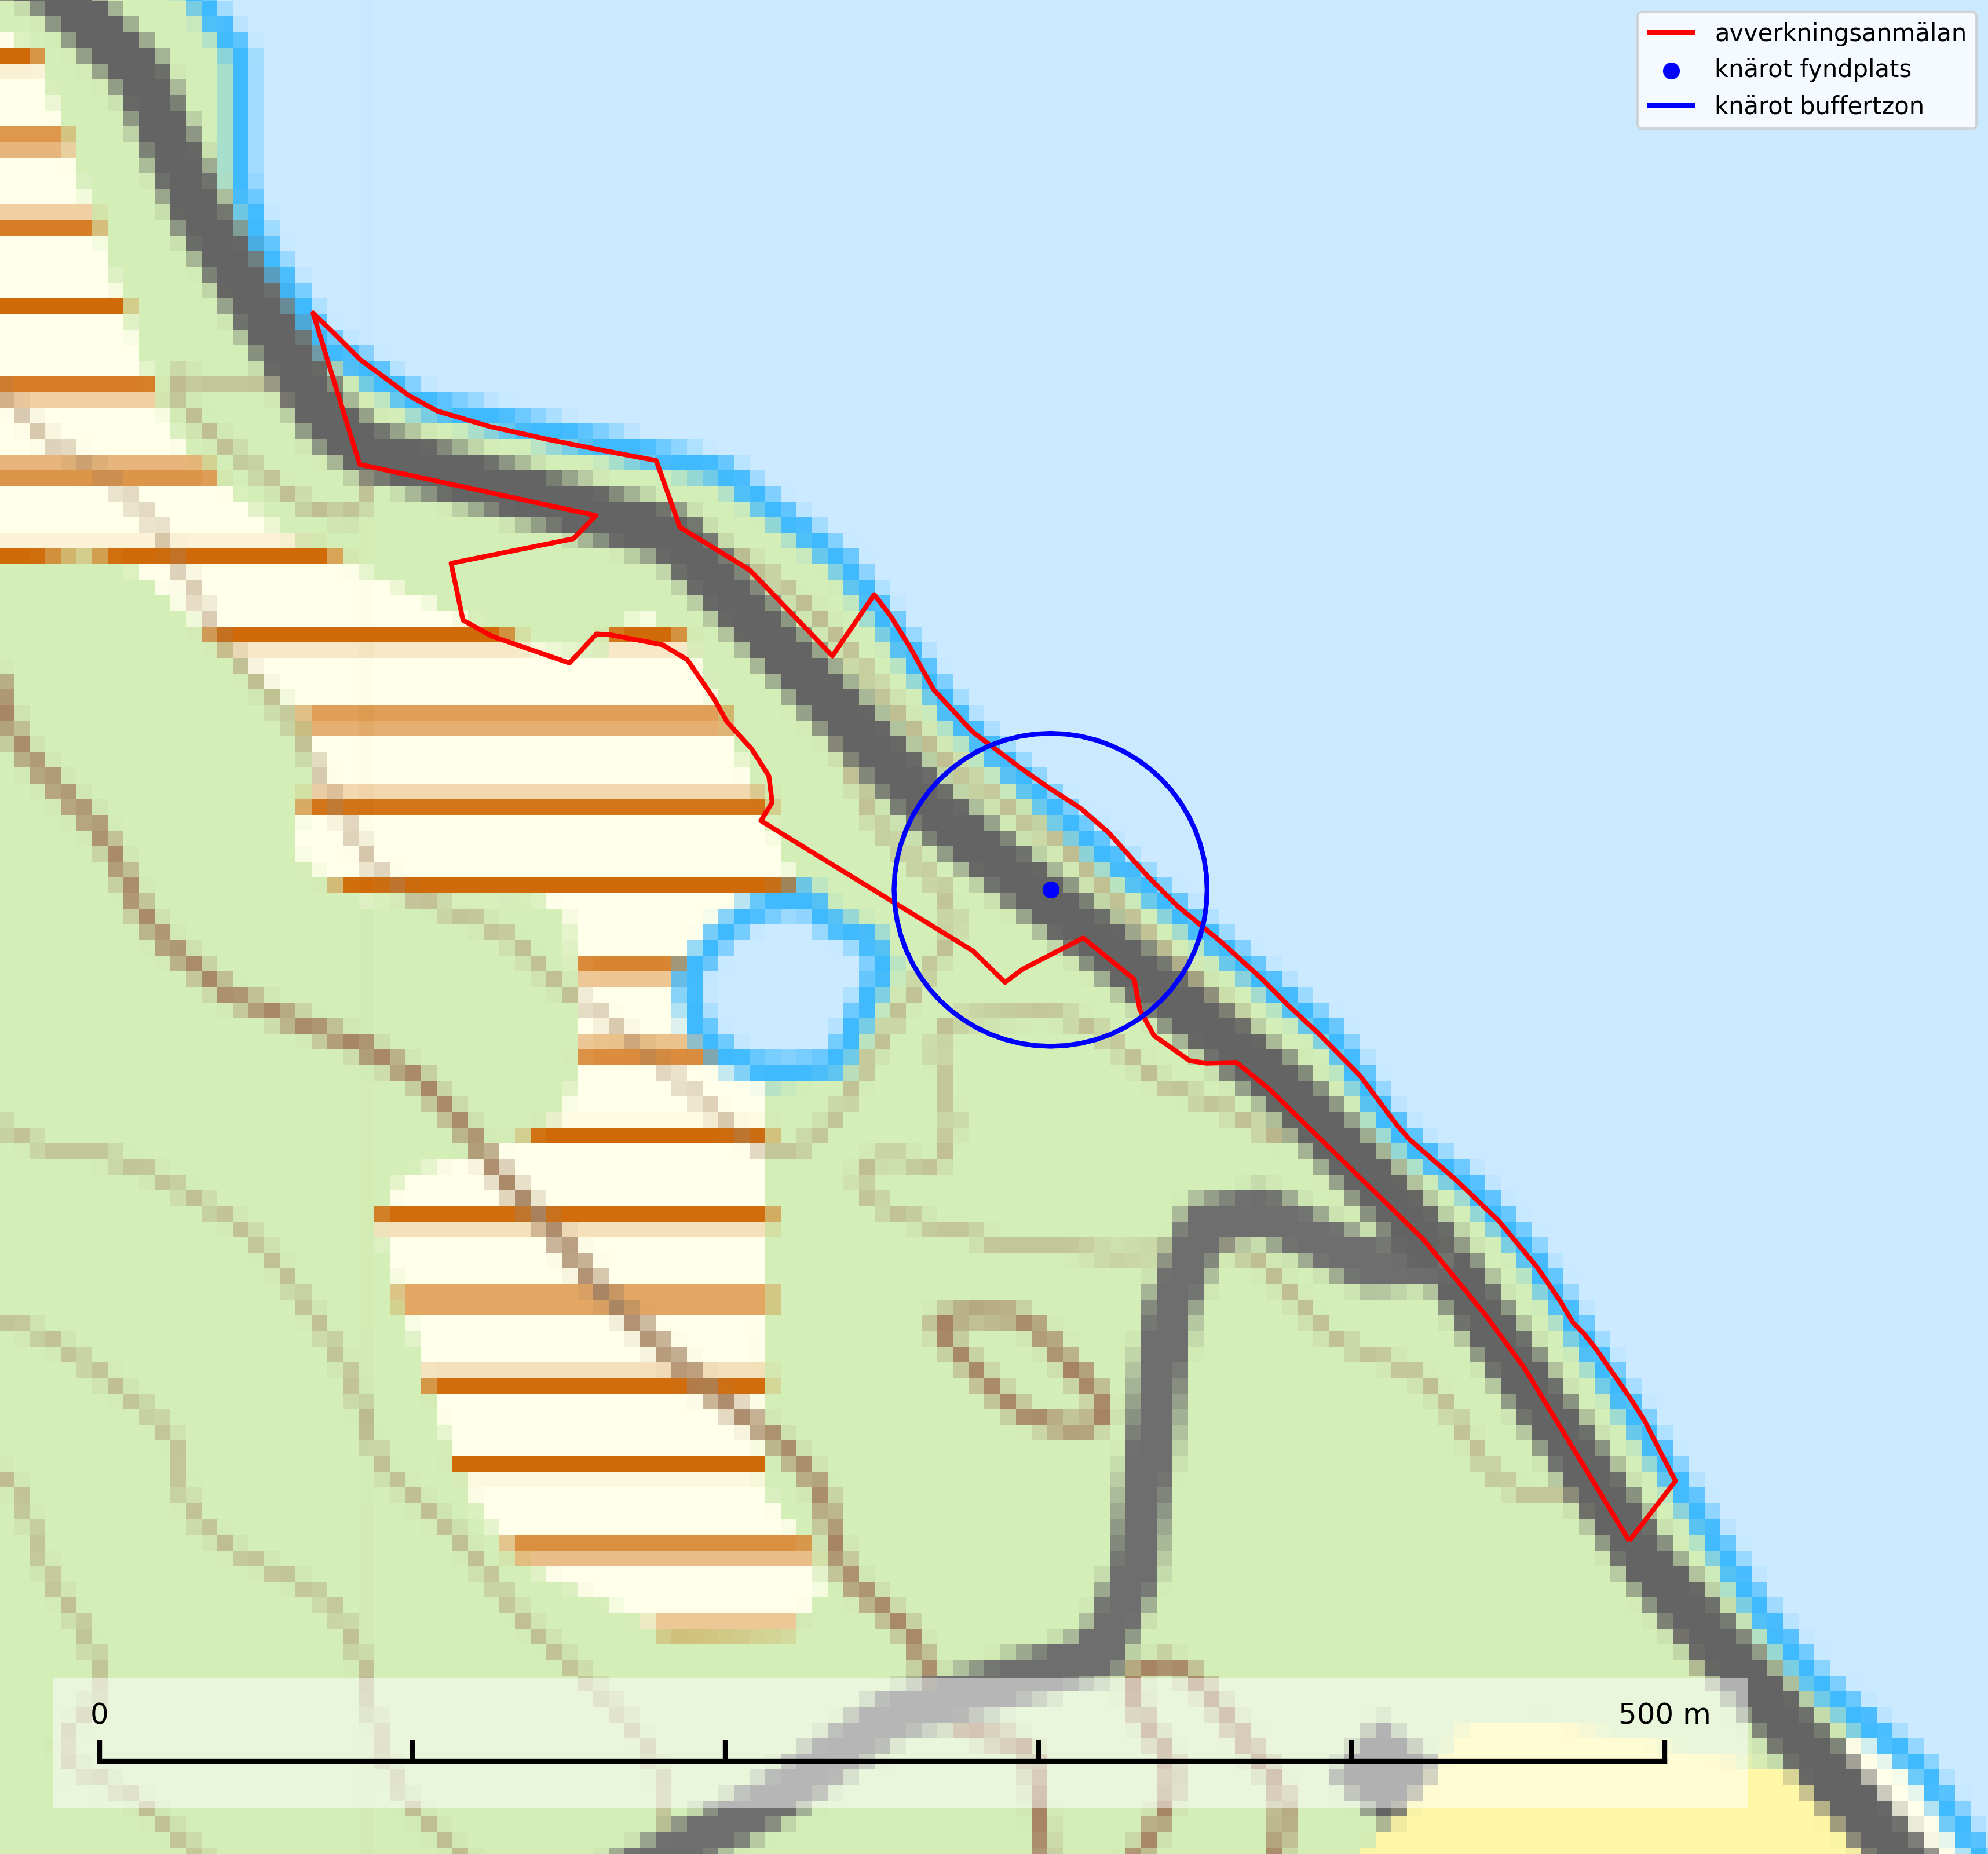 avverkningsanmälan
knärot fyndplats
knärot buffertzon
0
500 m